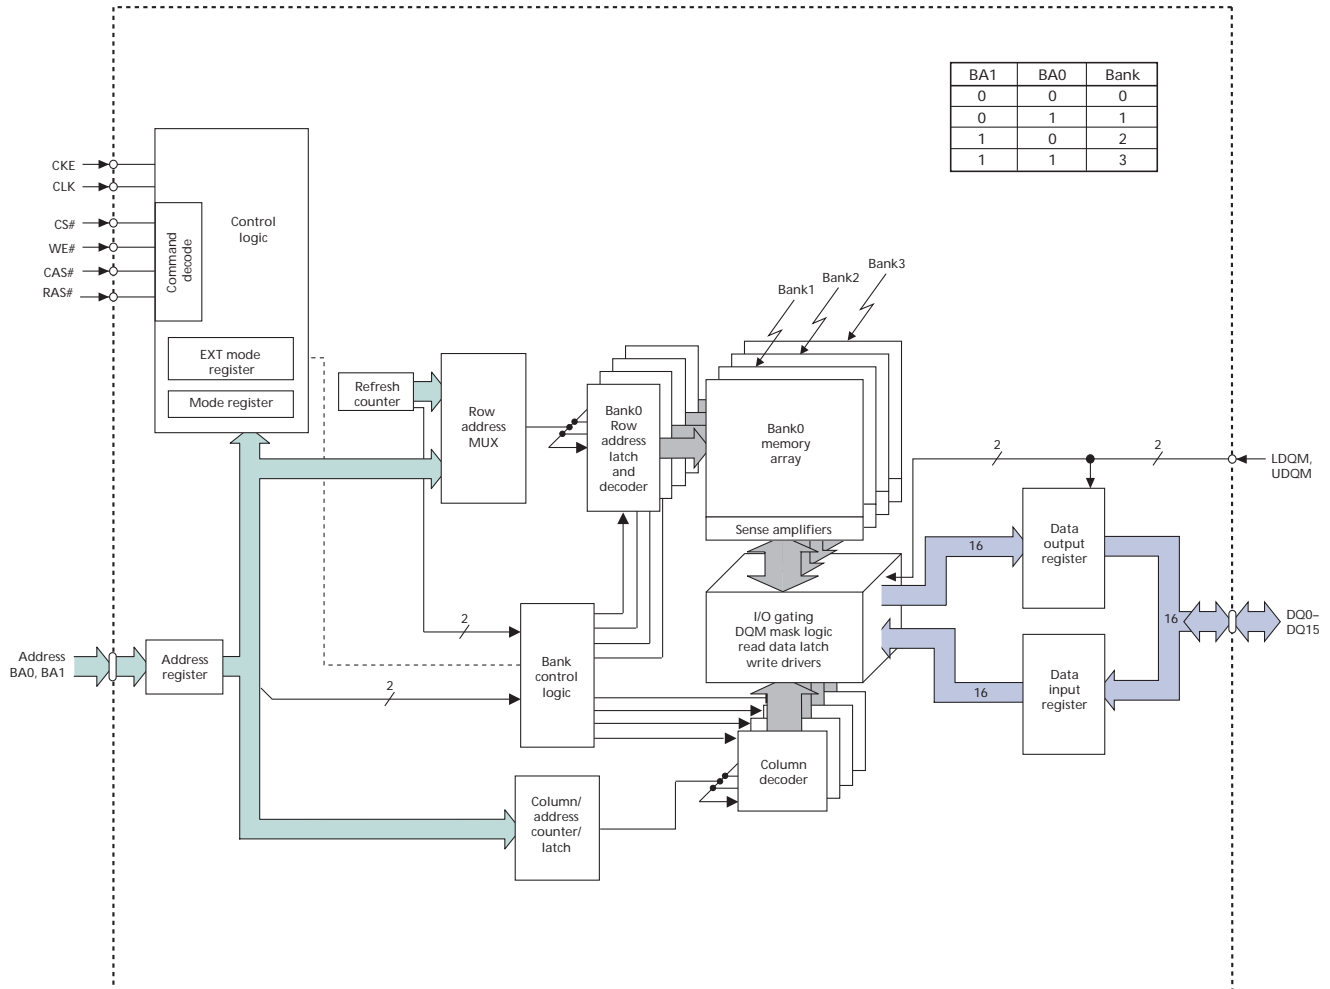 BA1 BA0 Bank
0 0 0
0 1 1
1 0 2
1 1 3
CKE
CLK
CS#
WE#
CAS#
RAS#
Control
logic
Command
decode
EXT mode
register
Mode register
Refresh
counter
Row
address
MUX
Bank0
Row
address
latch
and
decoder
Bank1
Bank2
Bank3
Bank0
memory
array
Sense amplifiers
2
2
LDQM,
UDQM
Data
output
register
16
I/O gating
DQM mask logic
read data latch
write drivers
16
DQ0–
DQ15
Data
input
register
16
2
Bank
control
logic
2
Address
BA0, BA1
Address
register
Column
decoder
Column/
address
counter/
latch